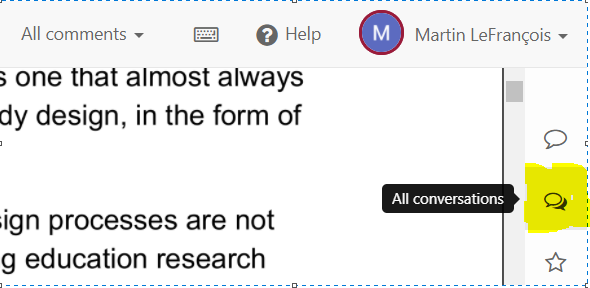 All comments Help M Martin LeFrançois
s one that almost always
dy design, in the form of
All conversations
sign processes are not
g education research